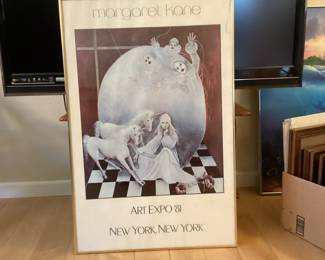 margaret kane
ART EXPO '81
NEW YORK, NEW YORK